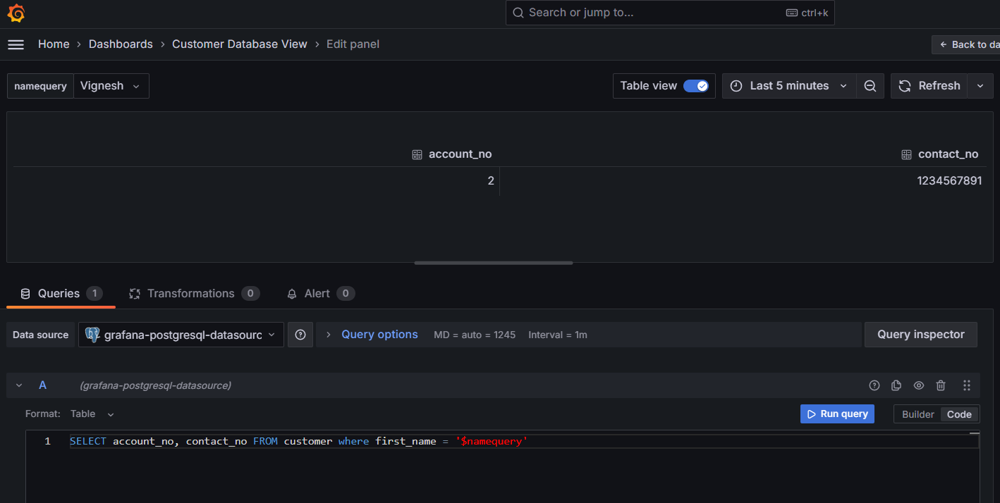 Search or jump to... ctrl+k
Home › Dashboards › Customer Database View › Edit panel ← Back to da
namequery Vignesh Table view Last 5 minutes Refresh
account_no contact_no
2 1234567891
Queries 1 Transformations 0 Alert 0
Data source grafana-postgresql-datasourc Query options MD = auto = 1245 Interval = 1m Query inspector
A (grafana-postgresql-datasource)
Format: Table Run query Builder Code
1 SELECT account_no, contact_no FROM customer where first_name = '$namequery'